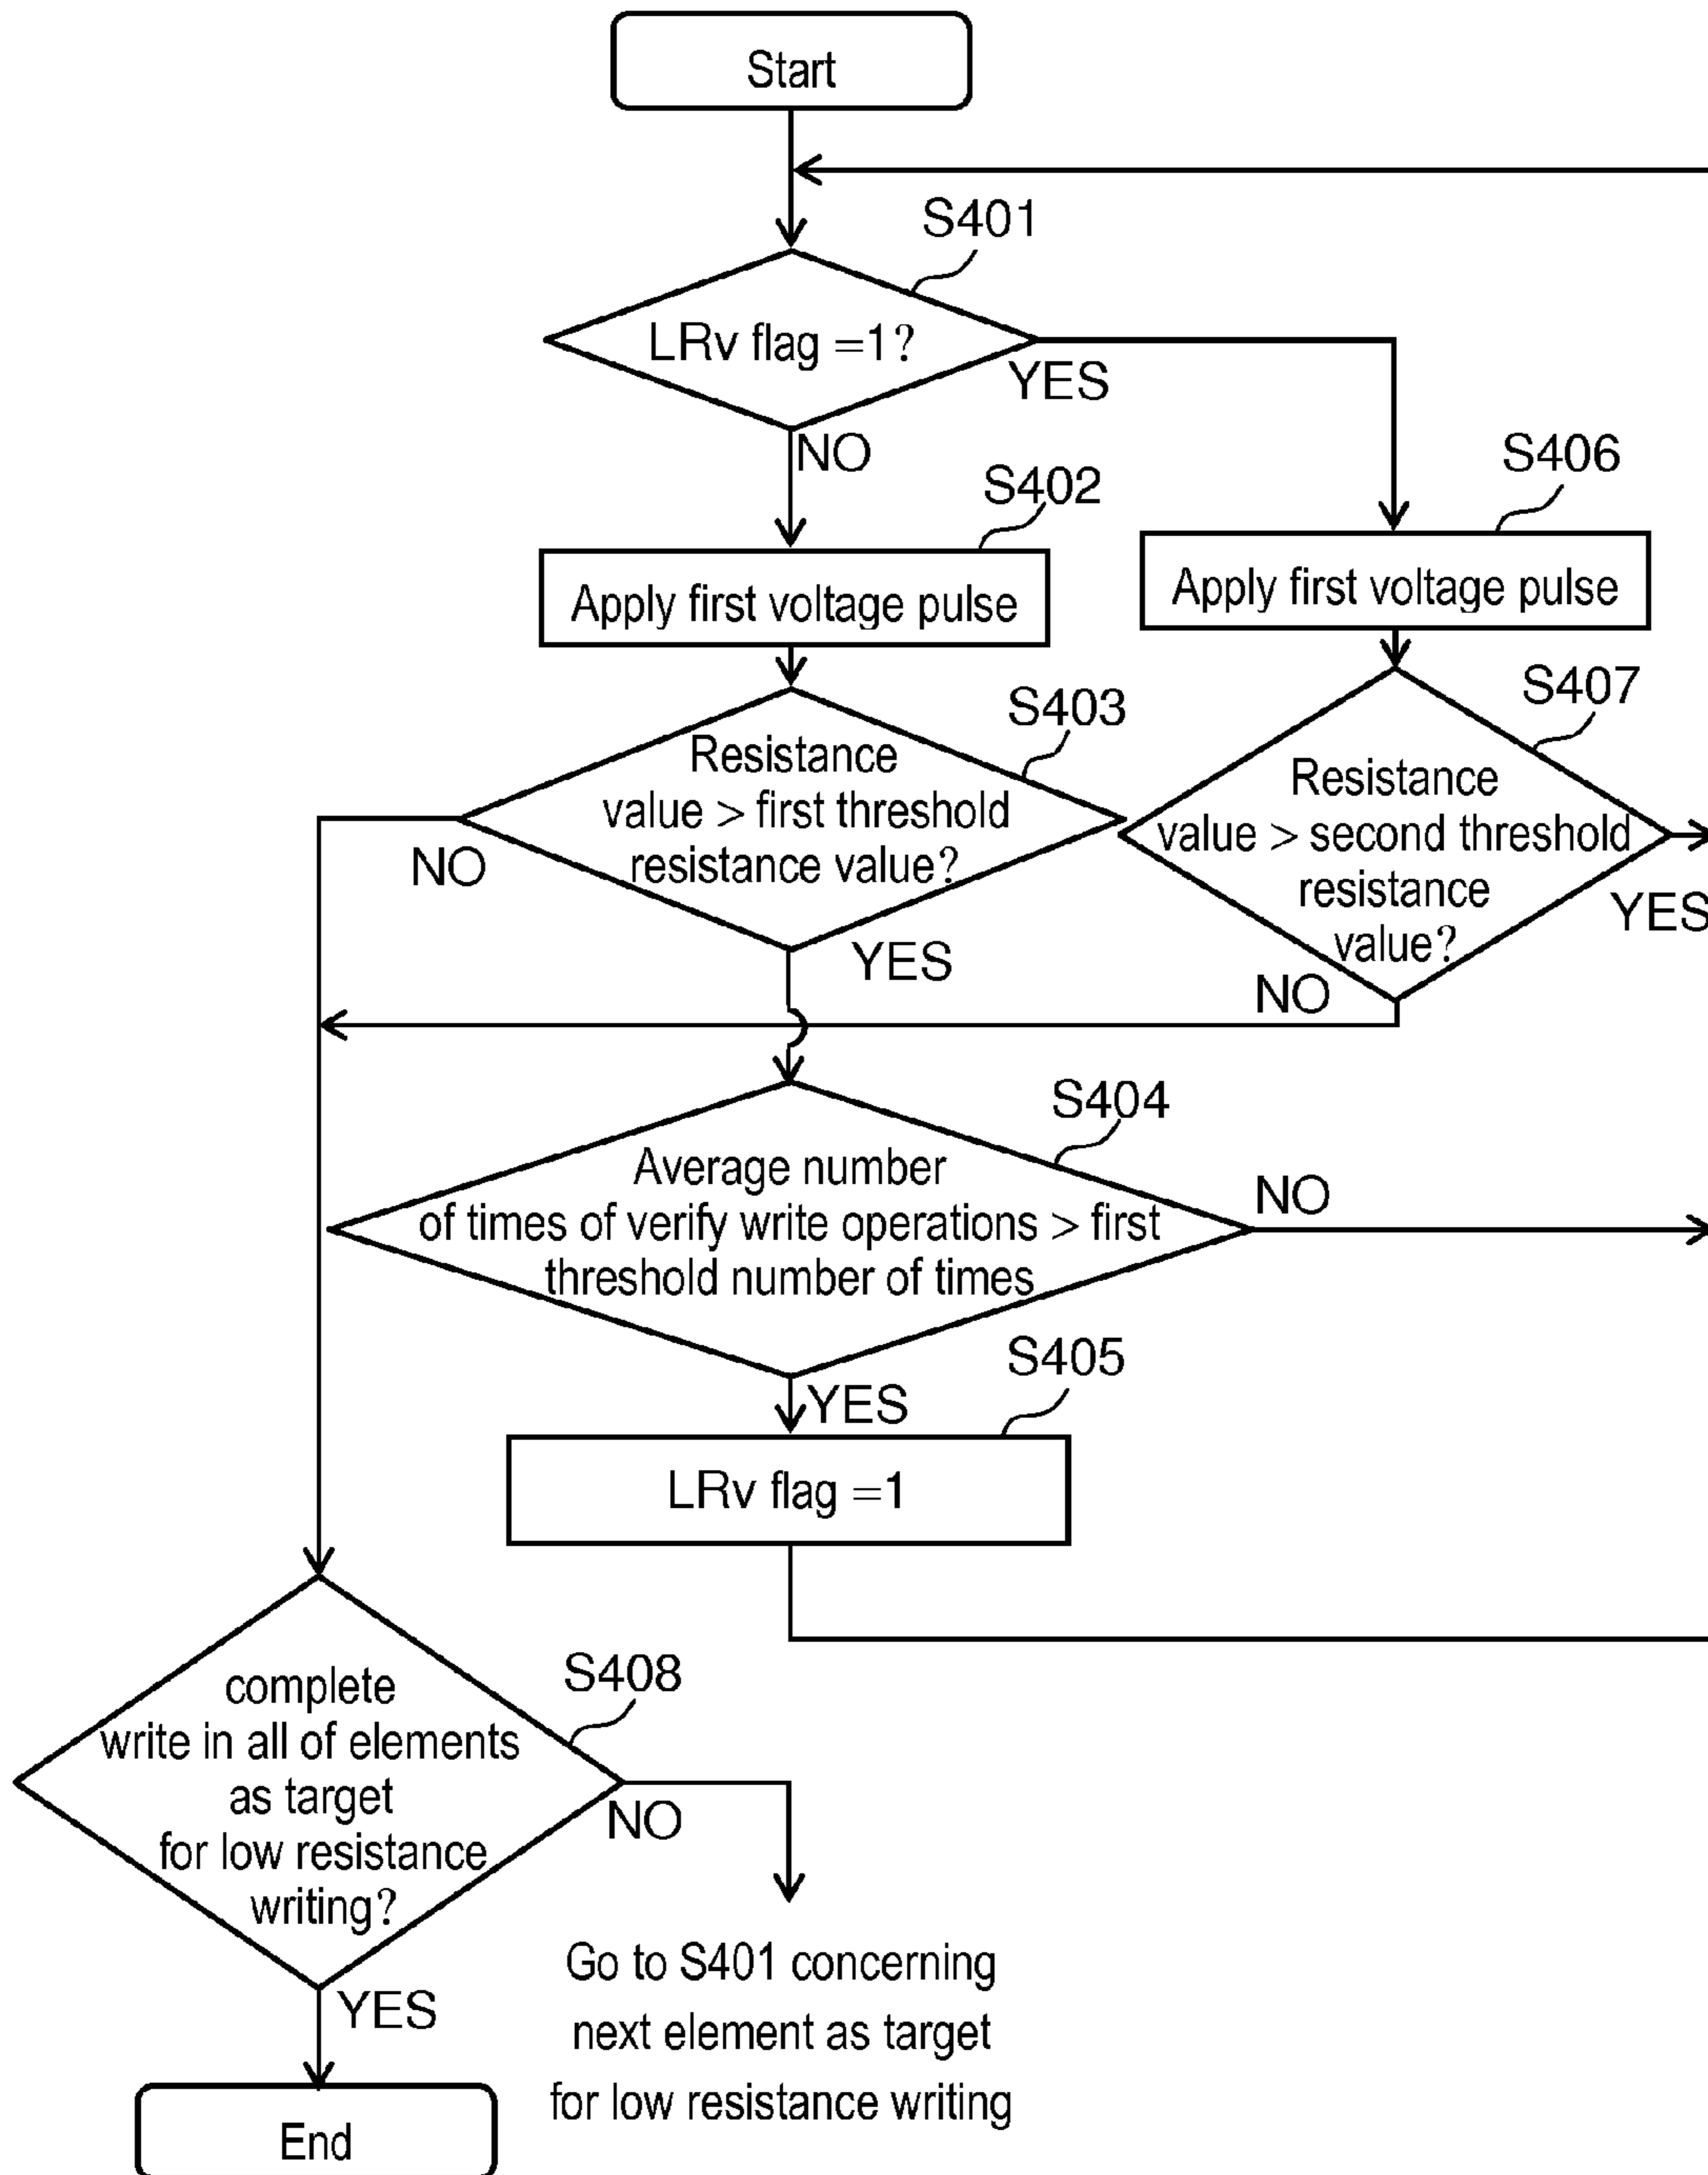 Start
S401
LRv flag =1?
YES
NO
S402
S406
Apply first voltage pulse
Apply first voltage pulse
S403
S407
Resistance
value > first threshold
resistance value?
NO
YES
Resistance
value > second threshold
resistance
value?
YES
NO
S404
Average number
of times of verify write operations > first
threshold number of times
NO
YES
S405
LRv flag =1
S408
complete
write in all of elements
as target
for low resistance
writing?
NO
YES
Go to S401 concerning
next element as target
for low resistance writing
End